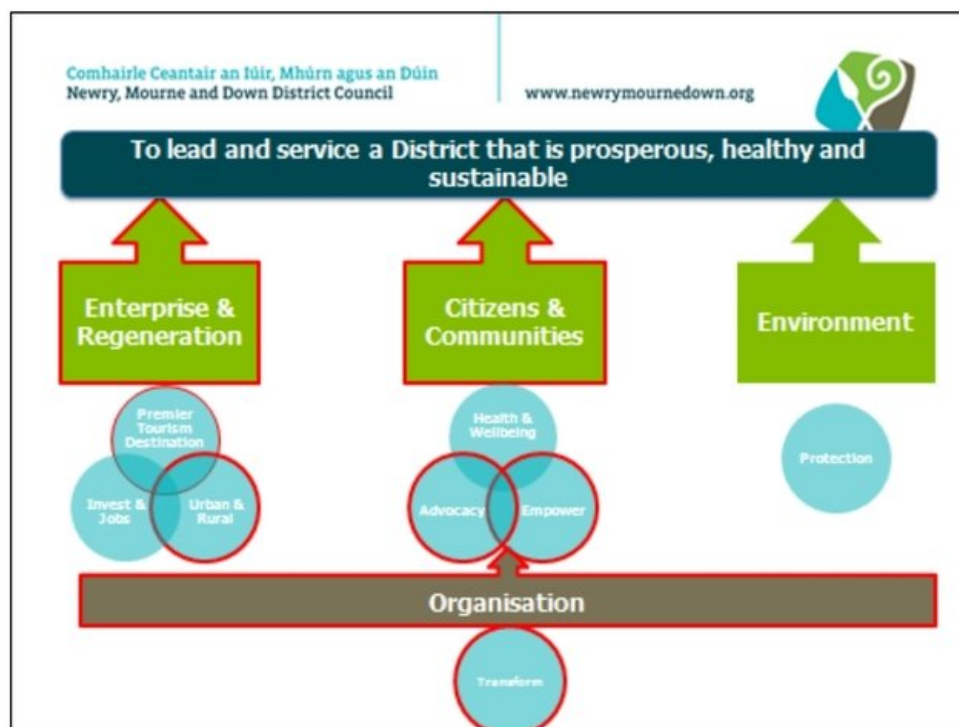 Comhairle Ceantair an Iúir, Mhúrn agus an Dúin
Newry, Mourne and Down District Council
www.newrymournedown.org
To lead and service a District that is prosperous, healthy and
sustainable
Enterprise &
Regeneration
Citizens &
Communities
Environment
Premier
Tourism
Destination
Invest &
Jobs
Urban &
Rural
Health &
Wellbeing
Advocacy
Empower
Protection
Organisation
Transform